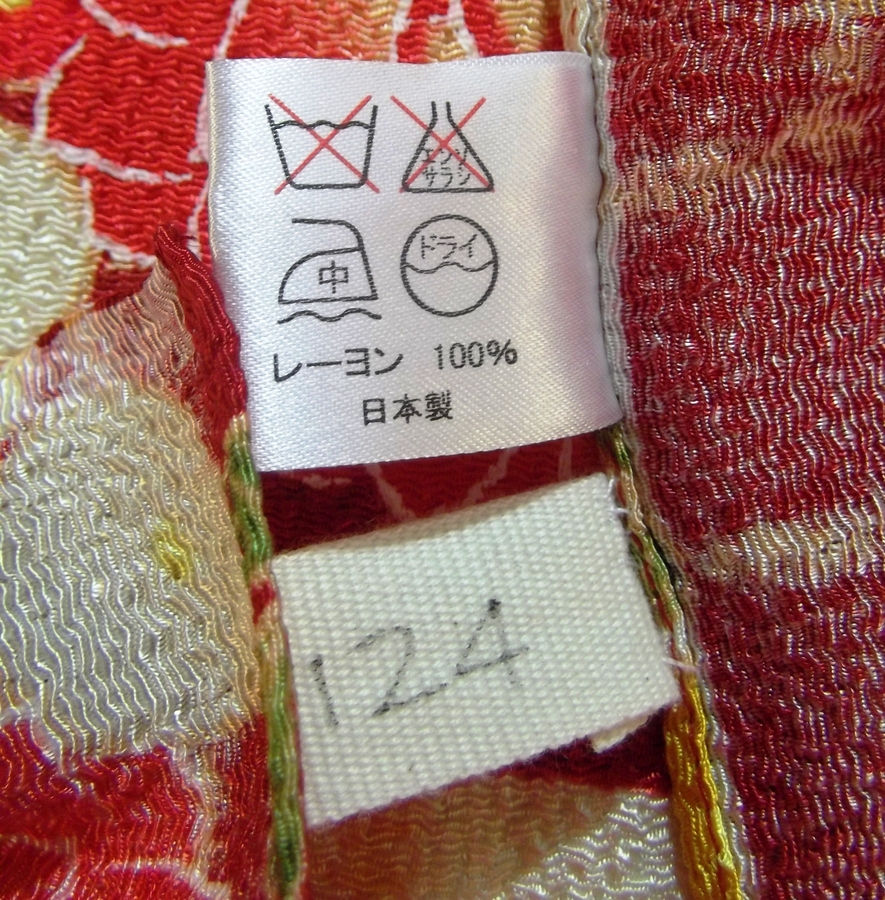 エンソ
サラシ
中
ドライ
レーヨン 100%
日本製
124